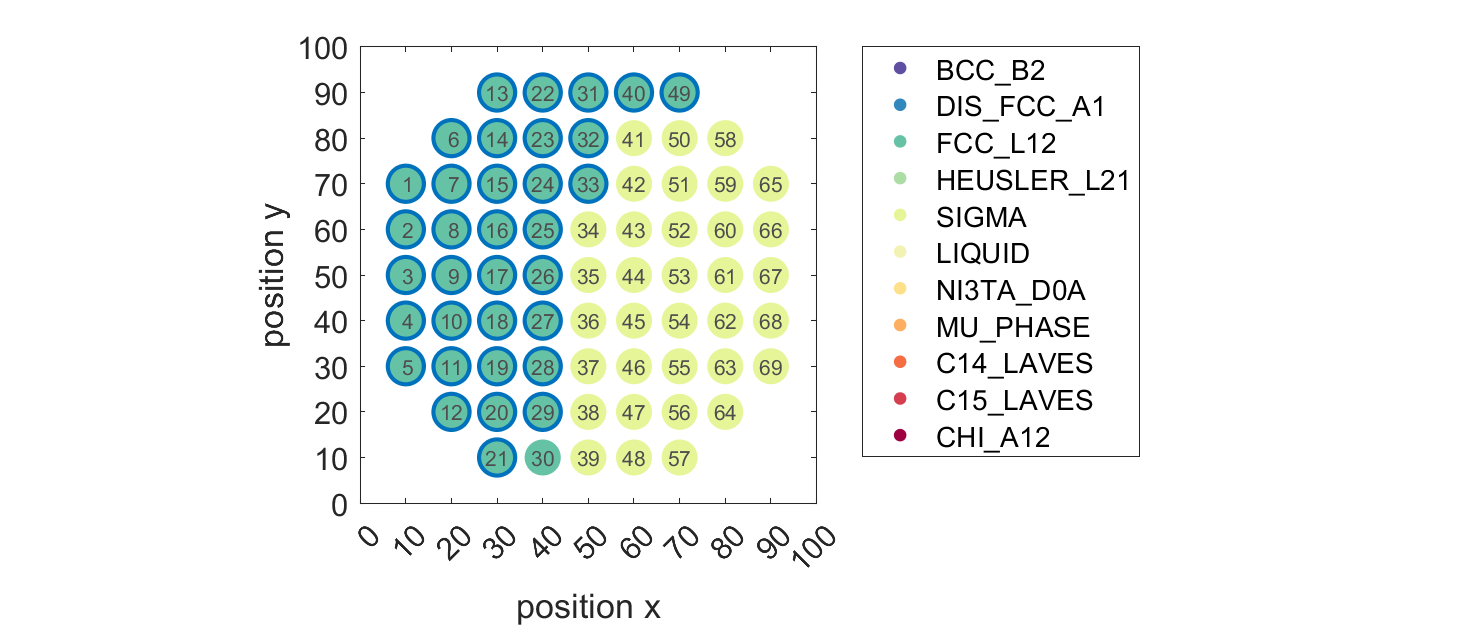 100
90
80
70
60
50
40
30
20
10
0
position y
13 22 31 40 49
6 14 23 32 41 50 58
1 7 15 24 33 42 51 59 65
2 8 16 25 34 43 52 60 66
3 9 17 26 35 44 53 61 67
4 10 18 27 36 45 54 62 68
5 11 19 28 37 46 55 63 69
12 20 29 38 47 56 64
21 30 39 48 57
0 10 20 30 40 50 60 70 80 90 100
position x
BCC_B2
DIS_FCC_A1
FCC_L12
HEUSLER_L21
SIGMA
LIQUID
NI3TA_D0A
MU_PHASE
C14_LAVES
C15_LAVES
CHI_A12